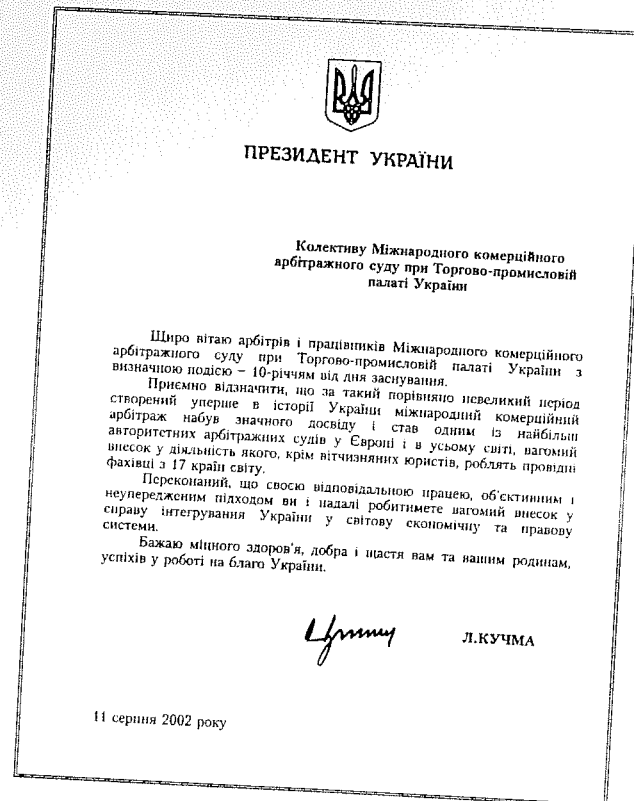 ПРЕЗИДЕНТ УКРАЇНИ
Колективу Міжнародного комерційного
арбітражного суду при Торгово-промисловій
палаті України
Щиро вітаю арбітрів і працівників Міжнародного комерційного
арбітражного суду при Торгово-промисловій палаті України з
визначною подією – 10-річчям від дня заснування.
Приємно відзначити, що за такий порівняно невеликий період
створений уперше в історії України міжнародний комерційний
арбітраж набув значного досвіду і став одним із найбільш
авторитетних арбітражних судів у Європі і в усьому світі, вагомий
внесок у діяльність якого, крім вітчизняних юристів, роблять провідні
фахівці з 17 країн світу.
Переконаний, що своєю відповідальною працею, об'єктивним і
неупередженим підходом ви і надалі робитимете вагомий внесок у
справу інтегрування України у світову економічну та правову
системи.
Бажаю міцного здоров'я, добра і щастя вам та вашим родинам,
успіхів у роботі на благо України.
Л.КУЧМА
11 серпня 2002 року